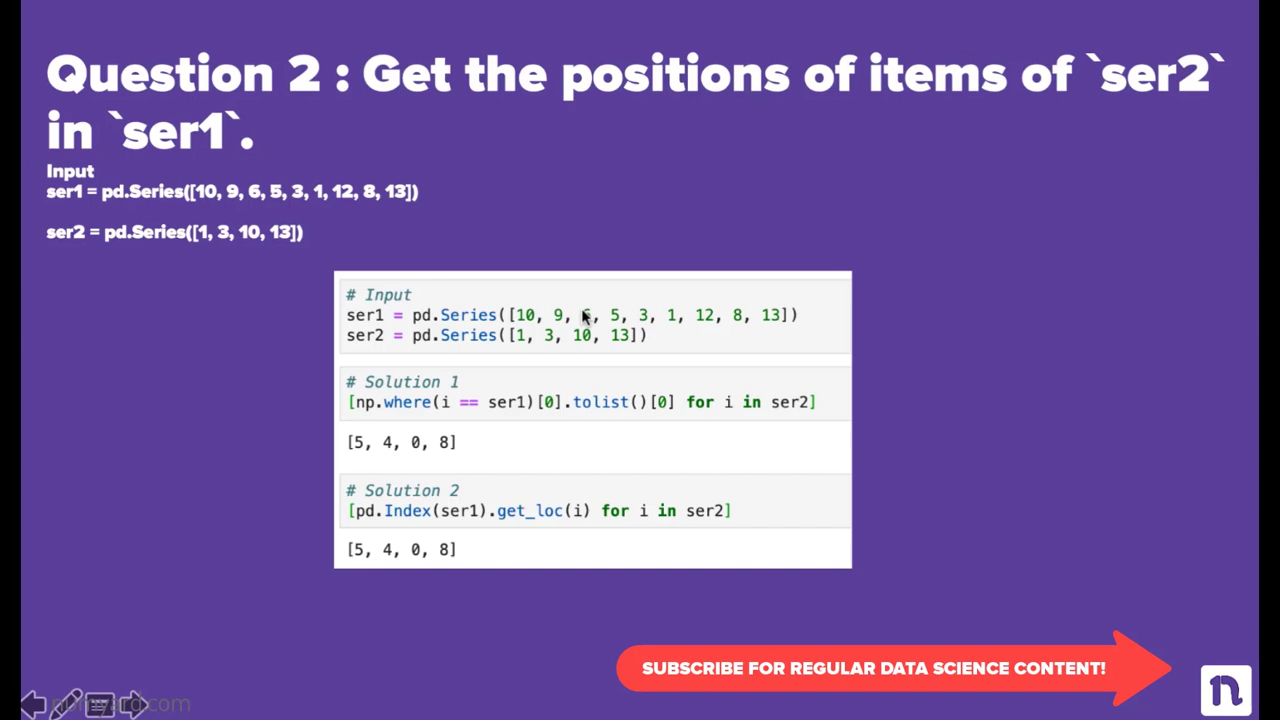 Question 2 : Get the positions of items of `ser2`
in `ser1`.
Input
ser1 = pd.Series([10, 9, 6, 5, 3, 1, 12, 8, 13])
ser2 = pd.Series([1, 3, 10, 13])
# Input
ser1 = pd.Series([10, 9, 6, 5, 3, 1, 12, 8, 13])
ser2 = pd.Series([1, 3, 10, 13])
# Solution 1
[np.where(i == ser1)[0].tolist()[0] for i in ser2]
[5, 4, 0, 8]
# Solution 2
[pd.Index(ser1).get_loc(i) for i in ser2]
[5, 4, 0, 8]
SUBSCRIBE FOR REGULAR DATA SCIENCE CONTENT!
n